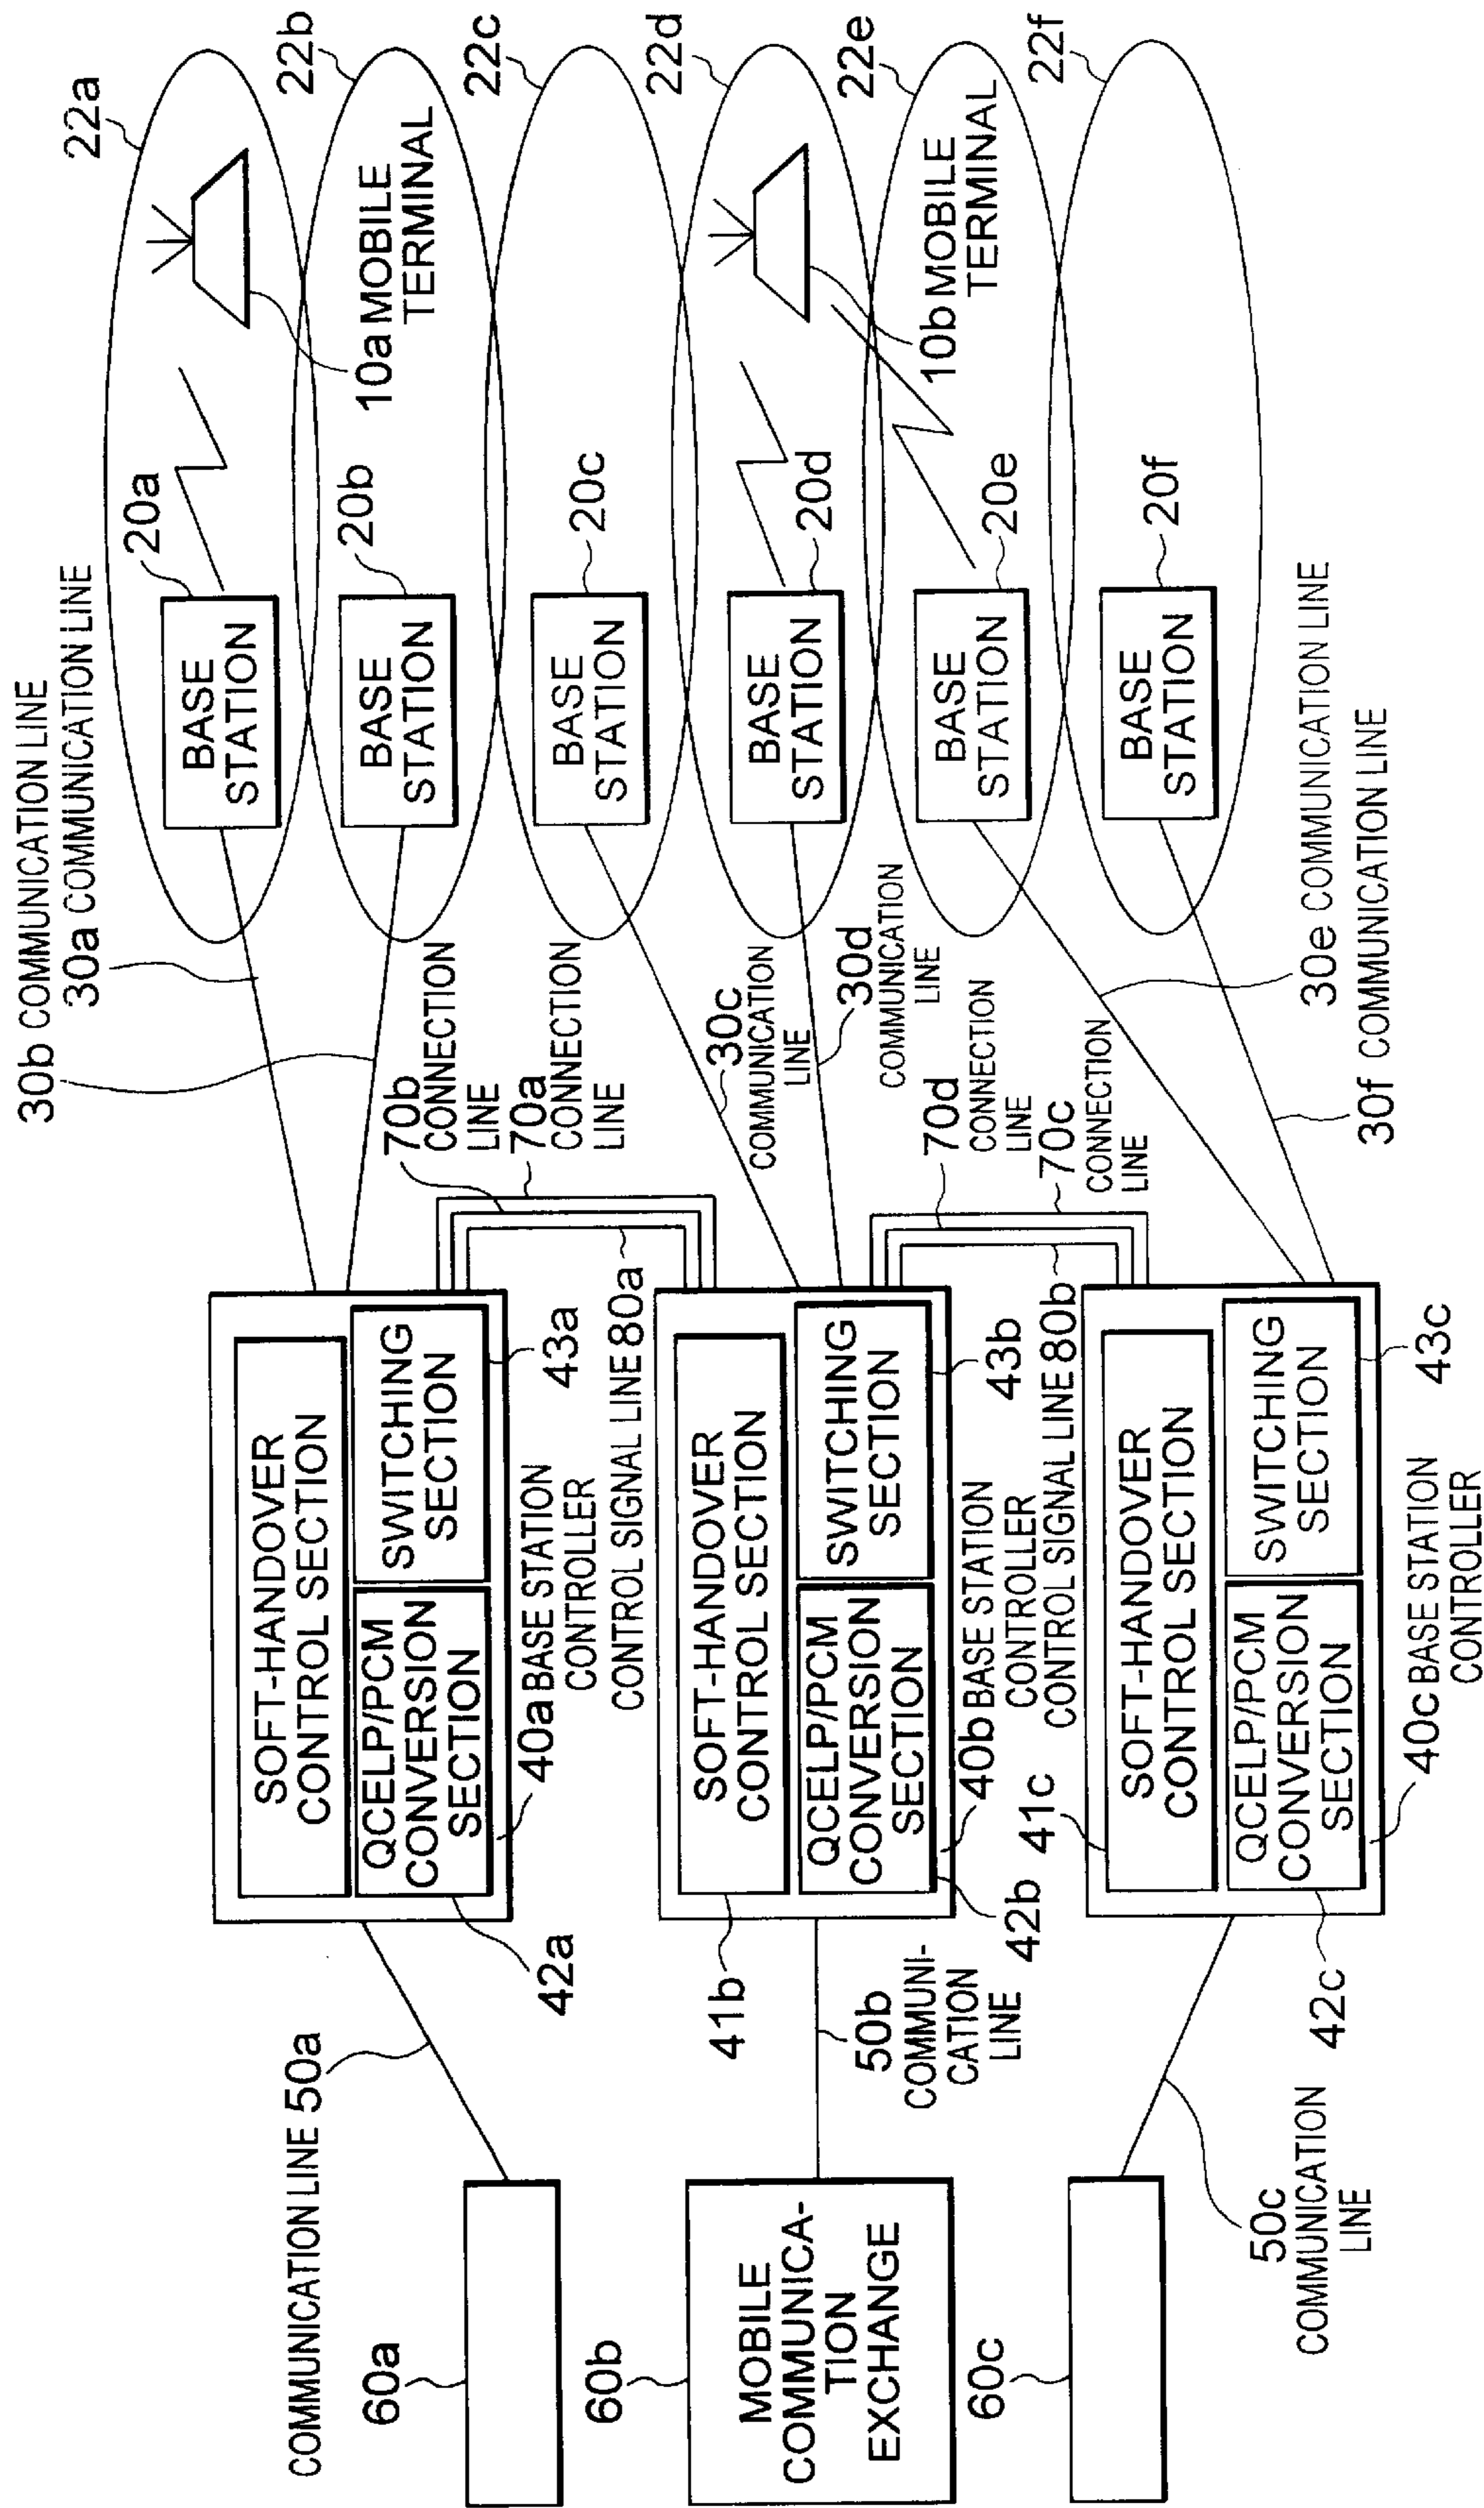 22a
22b
22c
22d
22e
22f
10a MOBILE
TERMINAL
10b MOBILE
TERMINAL
20a
20b
20c
20d
20e
20f
BASE
STATION
BASE
STATION
BASE
STATION
BASE
STATION
BASE
STATION
BASE
STATION
30b COMMUNICATION LINE
30a COMMUNICATION LINE
70b
CONNECTION
LINE
70a
CONNECTION
LINE
30c
COMMUNICATION
LINE
30d
COMMUNICATION
LINE
70d
CONNECTION
LINE
70c
CONNECTION
LINE
30e COMMUNICATION LINE
30f COMMUNICATION LINE
SOFT-HANDOVER
CONTROL SECTION
SWITCHING
SECTION
QCELP/PCM
CONVERSION
SECTION
43a
42a
40a BASE STATION
CONTROLLER
CONTROL SIGNAL LINE 80a
SOFT-HANDOVER
CONTROL SECTION
SWITCHING
SECTION
QCELP/PCM
CONVERSION
SECTION
43b
41b
42b
40b BASE STATION
CONTROLLER
CONTROL SIGNAL LINE 80b
SOFT-HANDOVER
CONTROL SECTION
SWITCHING
SECTION
QCELP/PCM
CONVERSION
SECTION
43c
41c
42c
40c BASE STATION
CONTROLLER
COMMUNICATION LINE 50a
50b
COMMUNI-
CATION
LINE
50c
COMMUNICATION
LINE
60a
60b
MOBILE
COMMUNICA-
TION
EXCHANGE
60c